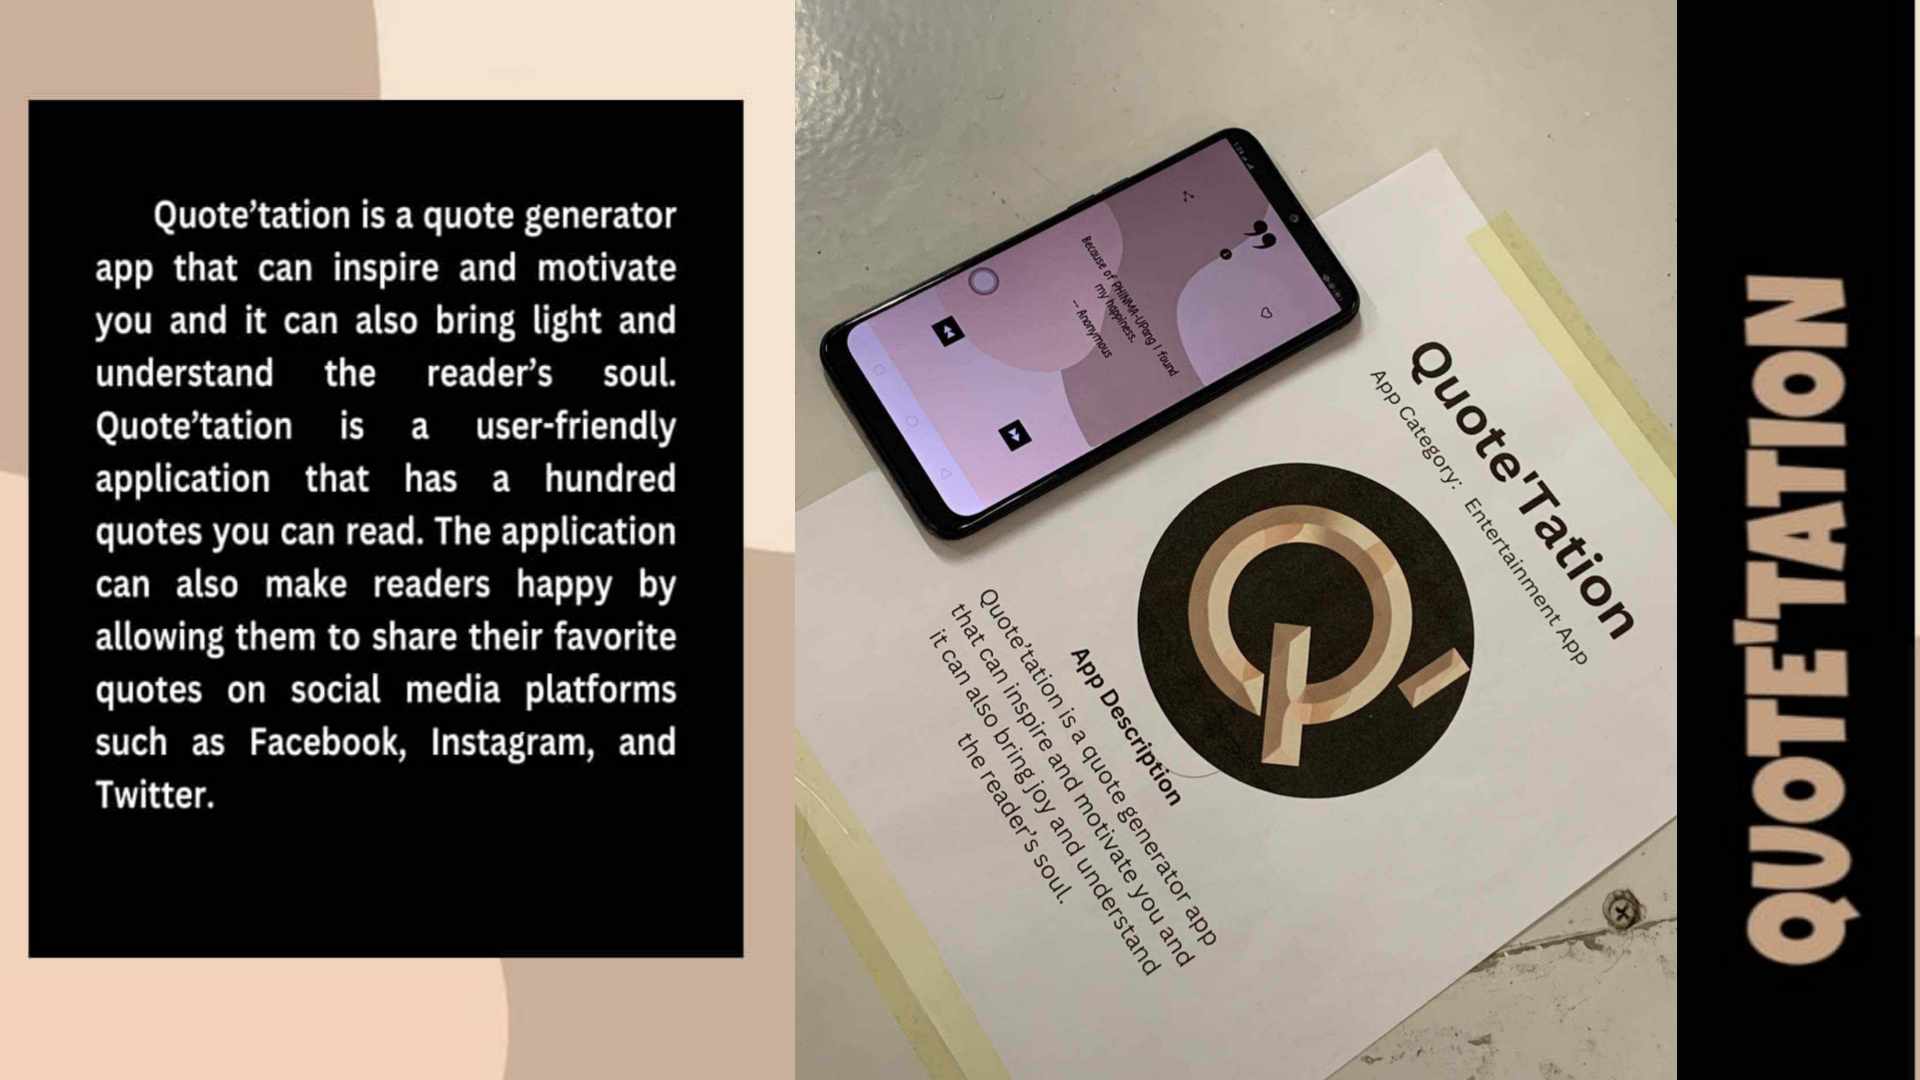 Quote’tation is a quote generator
app that can inspire and motivate
you and it can also bring light and
understand the reader’s soul.
Quote’tation is a user-friendly
application that has a hundred
quotes you can read. The application
can also make readers happy by
allowing them to share their favorite
quotes on social media platforms
such as Facebook, Instagram, and
Twitter.
Because of PHINMA-UPang I found
my happiness.
-- Anonymous
Quote'Tation
App Category: Entertainment App
Q'
App Description
Quote’tation is a quote generator app
that can inspire and motivate you and
it can also bring joy and understand
the reader’s soul.
QUOTE'TATION